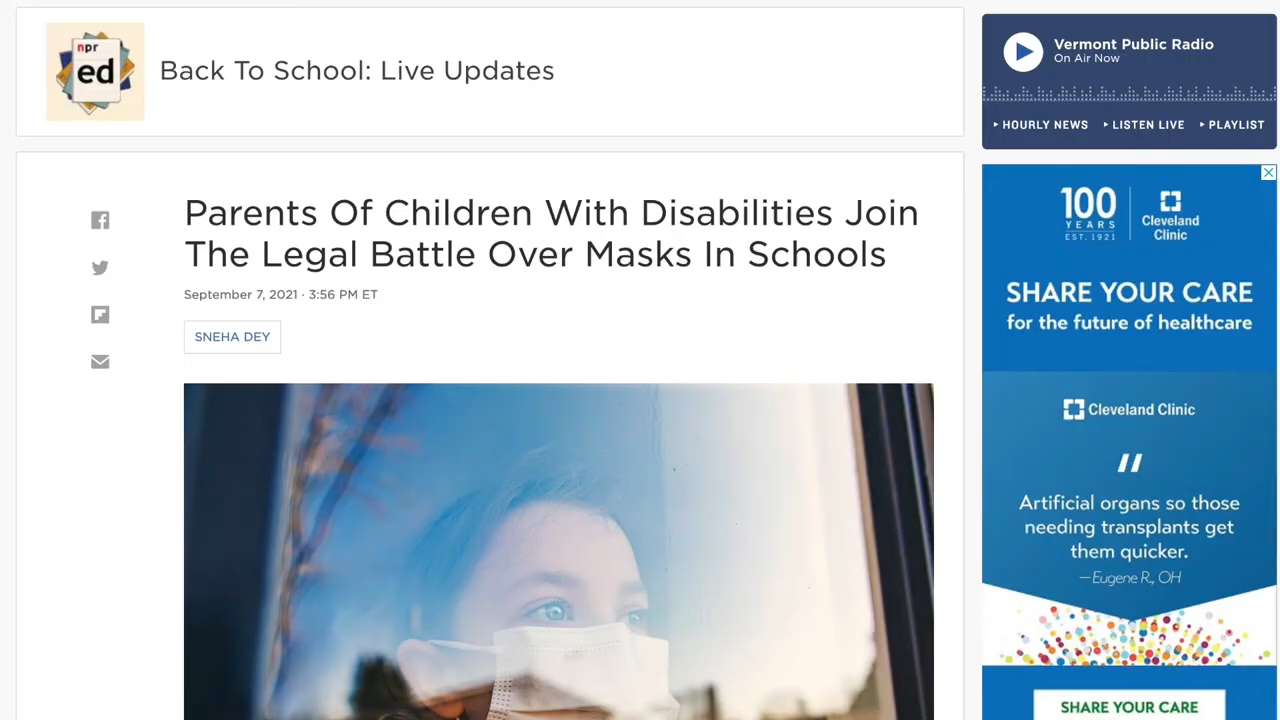 npr
ed
Back To School: Live Updates
Vermont Public Radio
On Air Now
HOURLY NEWS
LISTEN LIVE
PLAYLIST
Parents Of Children With Disabilities Join
The Legal Battle Over Masks In Schools
September 7, 2021 · 3:56 PM ET
SNEHA DEY
100
YEARS
EST. 1921
Cleveland
Clinic
SHARE YOUR CARE
for the future of healthcare
Cleveland Clinic
"
Artificial organs so those
needing transplants get
them quicker.
—Eugene R., OH
SHARE YOUR CARE